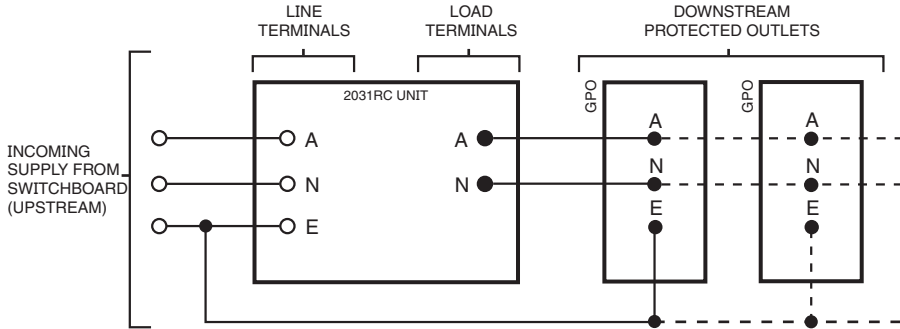 LINE
TERMINALS
LOAD
TERMINALS
DOWNSTREAM
PROTECTED OUTLETS
2031RC UNIT
GPO
GPO
INCOMING
SUPPLY FROM
SWITCHBOARD
(UPSTREAM)
A
A
A
A
N
N
N
N
E
E
E